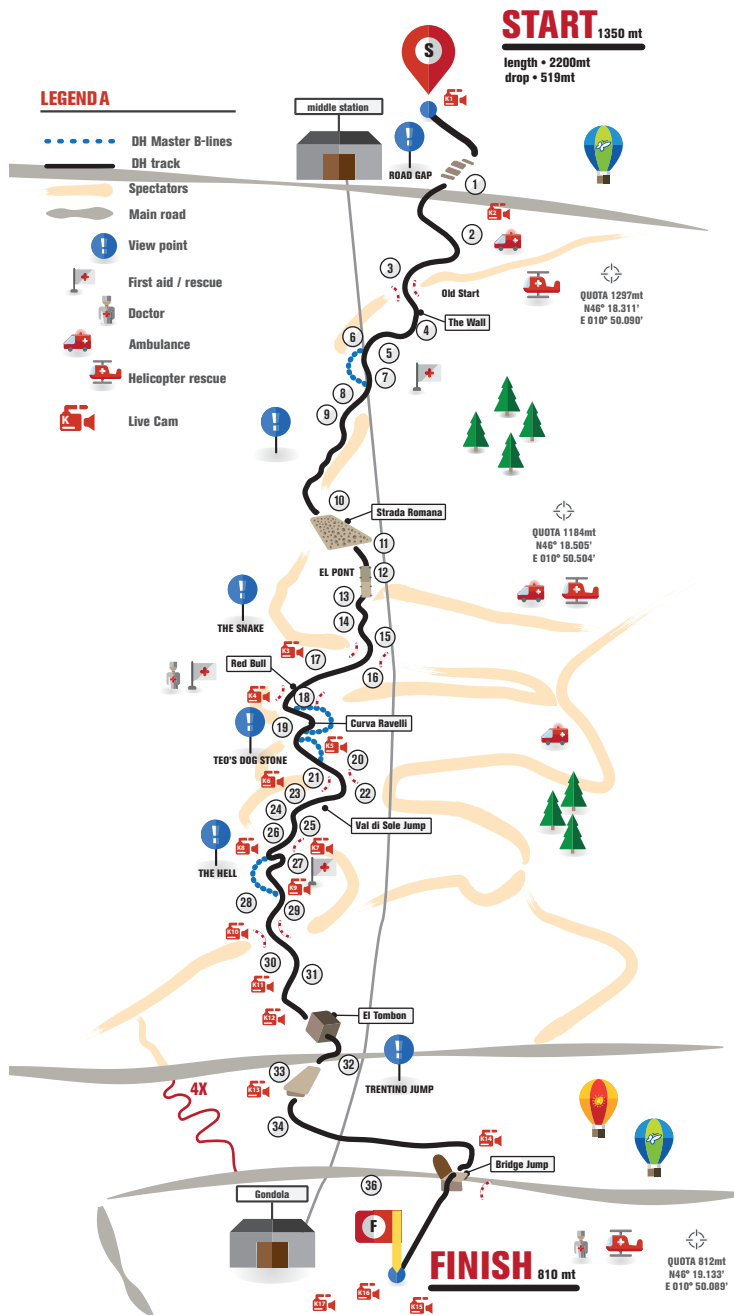 START 1350 mt
length • 2200mt
drop • 519mt
S
K1
LEGENDA
DH Master B-lines
DH track
Spectators
Main road
View point
First aid / rescue
Doctor
Ambulance
Helicopter rescue
K
Live Cam
middle station
ROAD GAP
1
K2
2
3
Old Start
QUOTA 1297mt
N46° 18.311'
E 010° 50.090'
The Wall
4
6
5
7
8
9
10
Strada Romana
11
QUOTA 1184mt
N46° 18.505'
E 010° 50.504'
EL PONT
12
13
14
THE SNAKE
15
K3
17
16
Red Bull
K4
18
19
Curva Ravelli
K5
20
TEO'S DOG STONE
21
K6
23
22
24
25
Val di Sole Jump
26
K8
K7
27
THE HELL
K9
28
29
K10
30
31
K11
K12
El Tombon
32
33
TRENTINO JUMP
K13
4X
34
K14
Bridge Jump
36
Gondola
F
FINISH 810 mt
QUOTA 812mt
N46° 19.133'
E 010° 50.089'
K17
K16
K15